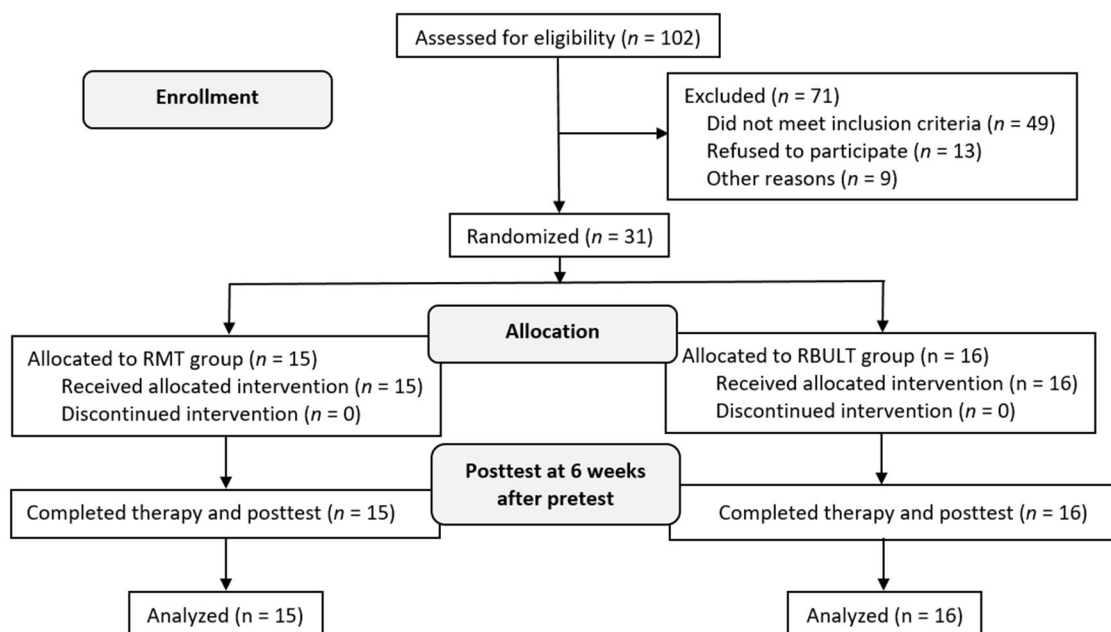 Assessed for eligibility (n = 102)
Enrollment
Excluded (n = 71)
Did not meet inclusion criteria (n = 49)
Refused to participate (n = 13)
Other reasons (n = 9)
Randomized (n = 31)
Allocation
Allocated to RMT group (n = 15)
Received allocated intervention (n = 15)
Discontinued intervention (n = 0)
Allocated to RBULT group (n = 16)
Received allocated intervention (n = 16)
Discontinued intervention (n = 0)
Posttest at 6 weeks
after pretest
Completed therapy and posttest (n = 15)
Completed therapy and posttest (n = 16)
Analyzed (n = 15)
Analyzed (n = 16)